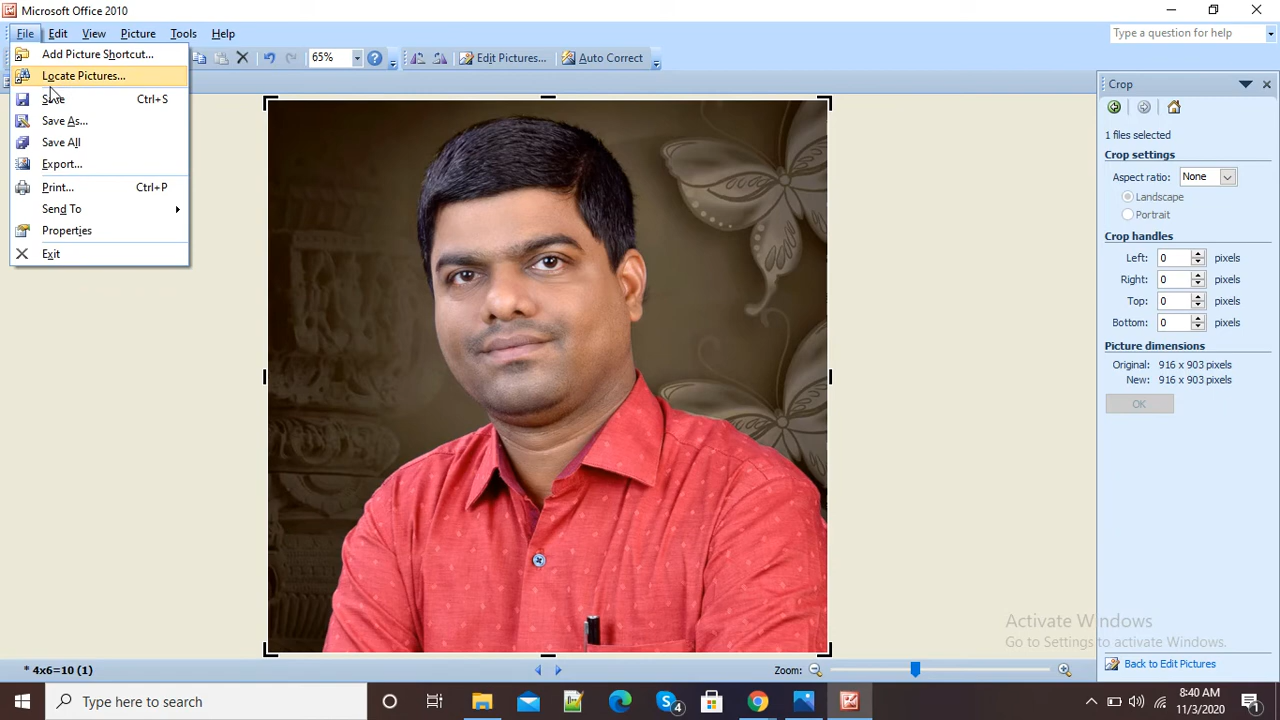 Microsoft Office 2010
File Edit View Picture Tools Help
Type a question for help
65%
Edit Pictures...
Auto Correct
Add Picture Shortcut...
Locate Pictures...
Save Ctrl+S
Save As...
Save All
Export...
Print... Ctrl+P
Send To
Properties
Exit
Crop
1 files selected
Crop settings
Aspect ratio: None
Landscape
Portrait
Crop handles
Left: 0 pixels
Right: 0 pixels
Top: 0 pixels
Bottom: 0 pixels
Picture dimensions
Original: 916 x 903 pixels
New: 916 x 903 pixels
OK
Activate Windows
Go to Settings to activate Windows.
Back to Edit Pictures
* 4x6=10 (1)
Zoom:
Type here to search
4
8:40 AM
11/3/2020
1